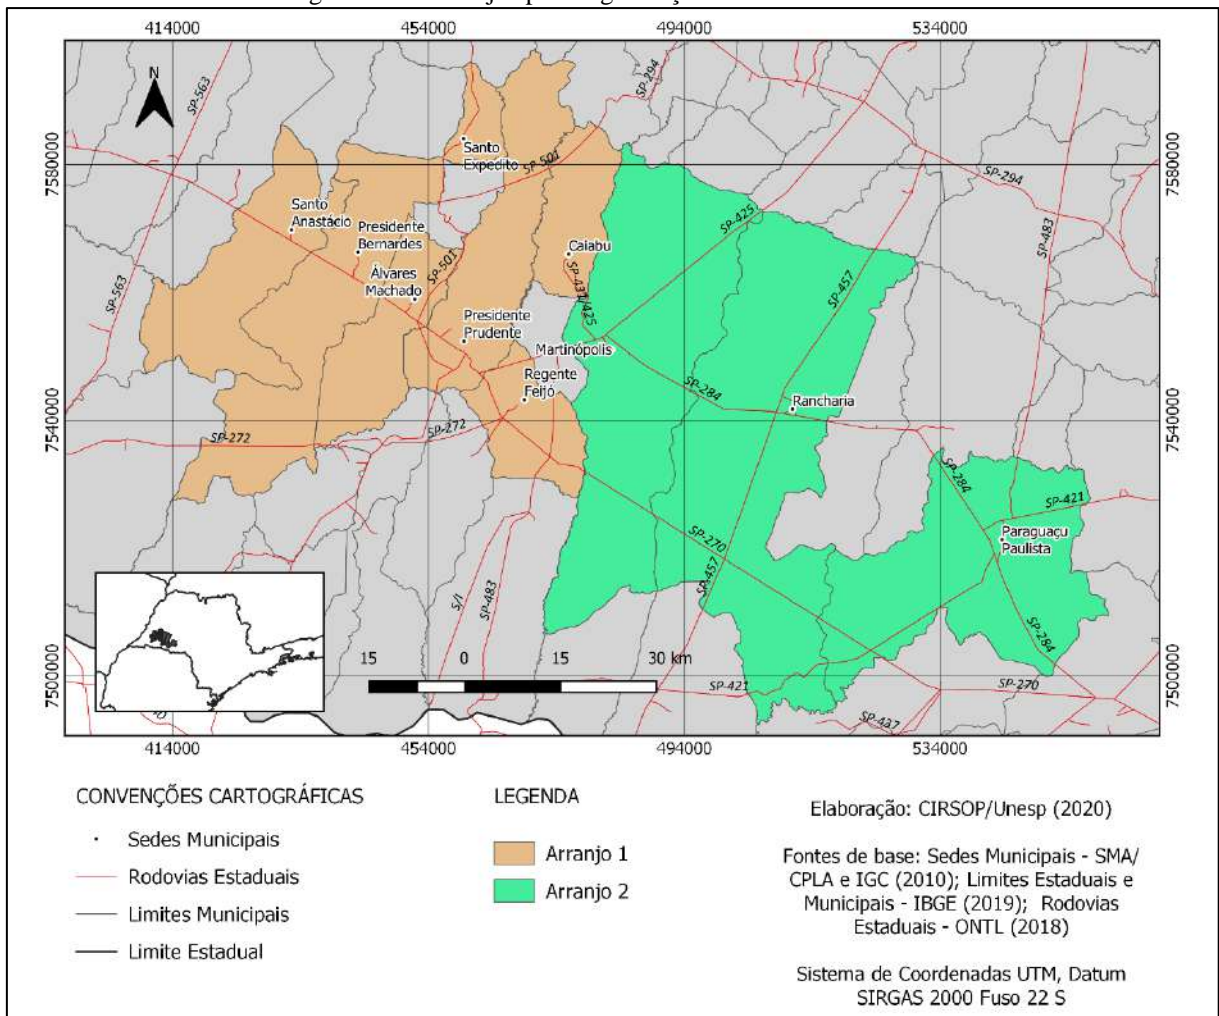 414000 454000 494000 534000
N
SP-563
SP-294
7580000
7580000
Santo
Expedito
SP-501
SP-294
Santo
Anastácio
Presidente
Bernardes
SP-425
SP-483
Álvares
Machado
SP-501
Caiabu
SP-457
SP-563
SP-431/425
Presidente
Prudente
Martinópolis
Regente
Feijó
SP-284
Rancharia
7540000
7540000
SP-272
SP-272
SP-284
SP-421
SP-270
Paraguaçu
Paulista
SP-457
S/I
SP-483
SP-284
15 0 15 30 km
7500000
7500000
SP-421
SP-270
414000 454000 494000 534000
CONVENÇÕES CARTOGRÁFICAS
Sedes Municipais
Rodovias Estaduais
Limites Municipais
Limite Estadual
LEGENDA
Arranjo 1
Arranjo 2
Elaboração: CIRSOP/Unesp (2020)
Fontes de base: Sedes Municipais - SMA/
CPLA e IGC (2010); Limites Estaduais e
Municipais - IBGE (2019); Rodovias
Estaduais - ONTL (2018)
Sistema de Coordenadas UTM, Datum
SIRGAS 2000 Fuso 22 S